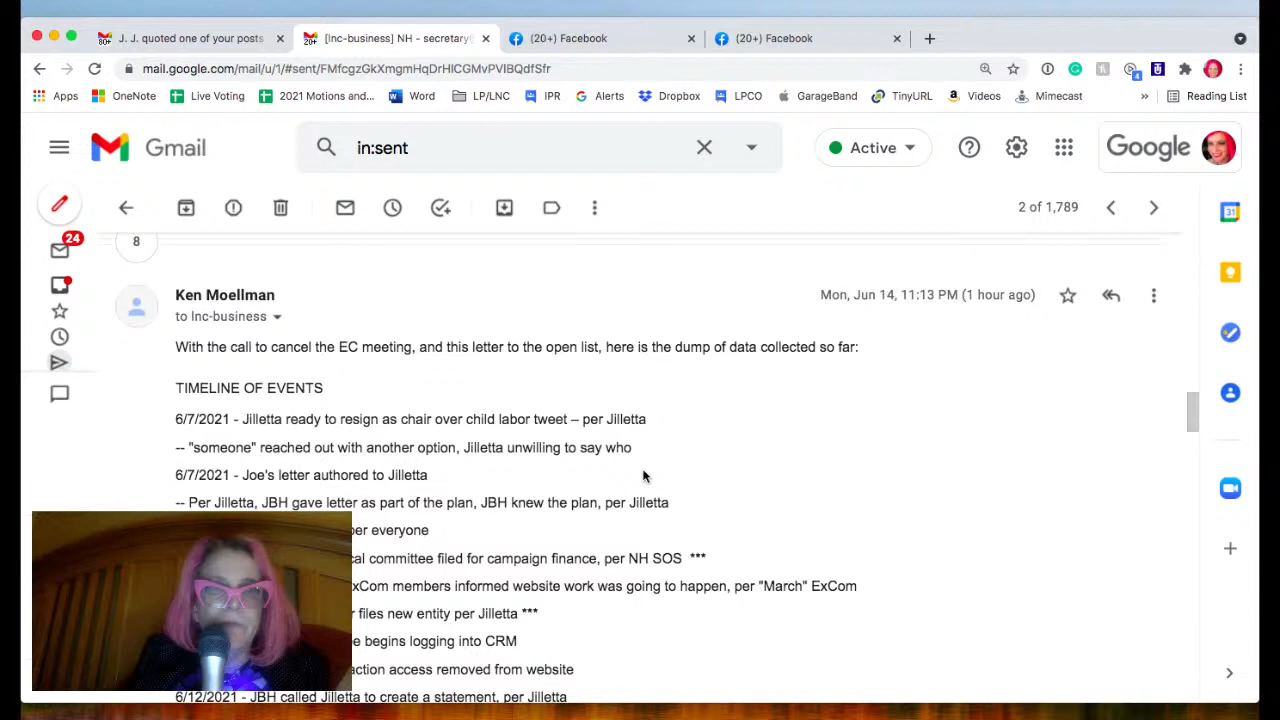 80+ J. J. quoted one of your posts
20+ [lnc-business] NH - secretary@
(20+) Facebook
(20+) Facebook
mail.google.com/mail/u/1/#sent/FMfcgzGkXmgmHqDrHlCGMvPVlBQdfSfr
Apps
OneNote
Live Voting
2021 Motions and...
Word
LP/LNC
IPR
Alerts
Dropbox
LPCO
GarageBand
TinyURL
Videos
Mimecast
»
Reading List
Gmail
in:sent
Active
Google
2 of 1,789
31
24
8
Ken Moellman
Mon, Jun 14, 11:13 PM (1 hour ago)
to lnc-business
With the call to cancel the EC meeting, and this letter to the open list, here is the dump of data collected so far:
TIMELINE OF EVENTS
6/7/2021 - Jilletta ready to resign as chair over child labor tweet – per Jilletta
-- "someone" reached out with another option, Jilletta unwilling to say who
6/7/2021 - Joe's letter authored to Jilletta
-- Per Jilletta, JBH gave letter as part of the plan, JBH knew the plan, per Jilletta
per everyone
cal committee filed for campaign finance, per NH SOS ***
xCom members informed website work was going to happen, per "March" ExCom
r files new entity per Jilletta ***
e begins logging into CRM
action access removed from website
6/12/2021 - JBH called Jilletta to create a statement, per Jilletta